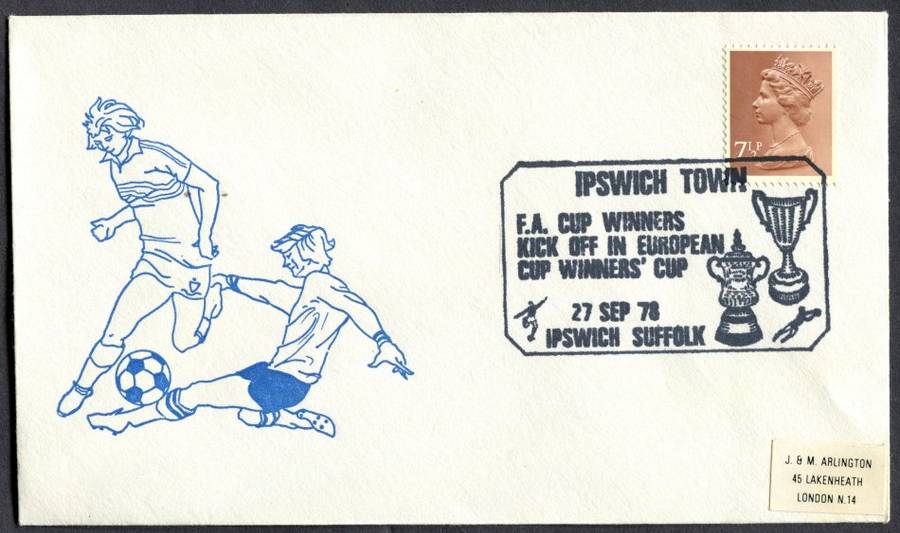 7½P
IPSWICH TOWN
F.A. CUP WINNERS
KICK OFF IN EUROPEAN
CUP WINNERS' CUP
27 SEP 78
IPSWICH SUFFOLK
J. & M. ARLINGTON
45 LAKENHEATH
LONDON N.14